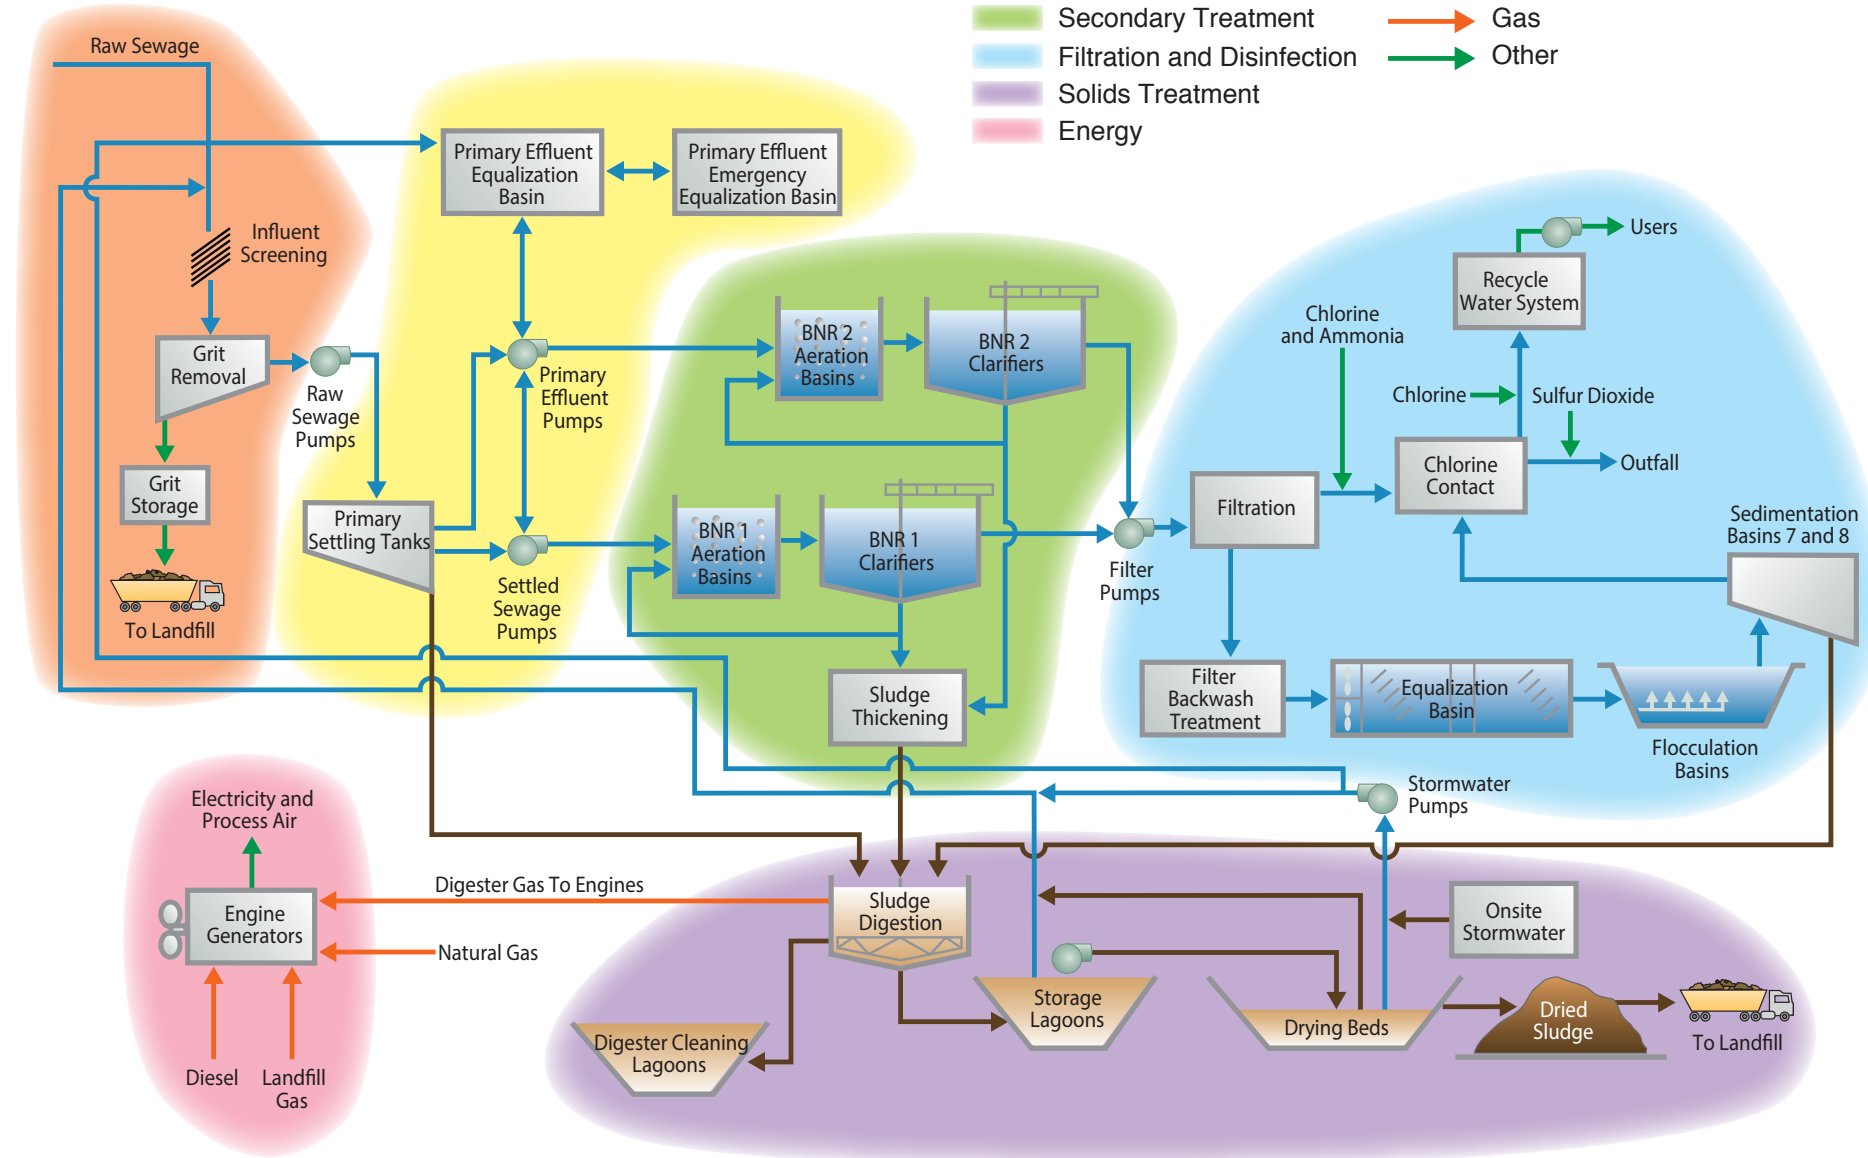 Secondary Treatment
Filtration and Disinfection
Solids Treatment
Energy
Gas
Other
Raw Sewage
Influent
Screening
Grit
Removal
Raw
Sewage
Pumps
Grit
Storage
To Landfill
Primary Effluent
Equalization
Basin
Primary Effluent
Emergency
Equalization Basin
Primary
Effluent
Pumps
Primary
Settling Tanks
Settled
Sewage
Pumps
BNR 2
Aeration
Basins
BNR 2
Clarifiers
BNR 1
Aeration
Basins
BNR 1
Clarifiers
Sludge
Thickening
Filter
Pumps
Filtration
Chlorine
and Ammonia
Users
Recycle
Water System
Chlorine
Sulfur Dioxide
Chlorine
Contact
Outfall
Sedimentation
Basins 7 and 8
Filter
Backwash
Treatment
Equalization
Basin
Flocculation
Basins
Stormwater
Pumps
Electricity and
Process Air
Engine
Generators
Digester Gas To Engines
Natural Gas
Diesel
Landfill
Gas
Sludge
Digestion
Digester Cleaning
Lagoons
Storage
Lagoons
Drying Beds
Onsite
Stormwater
Dried
Sludge
To Landfill